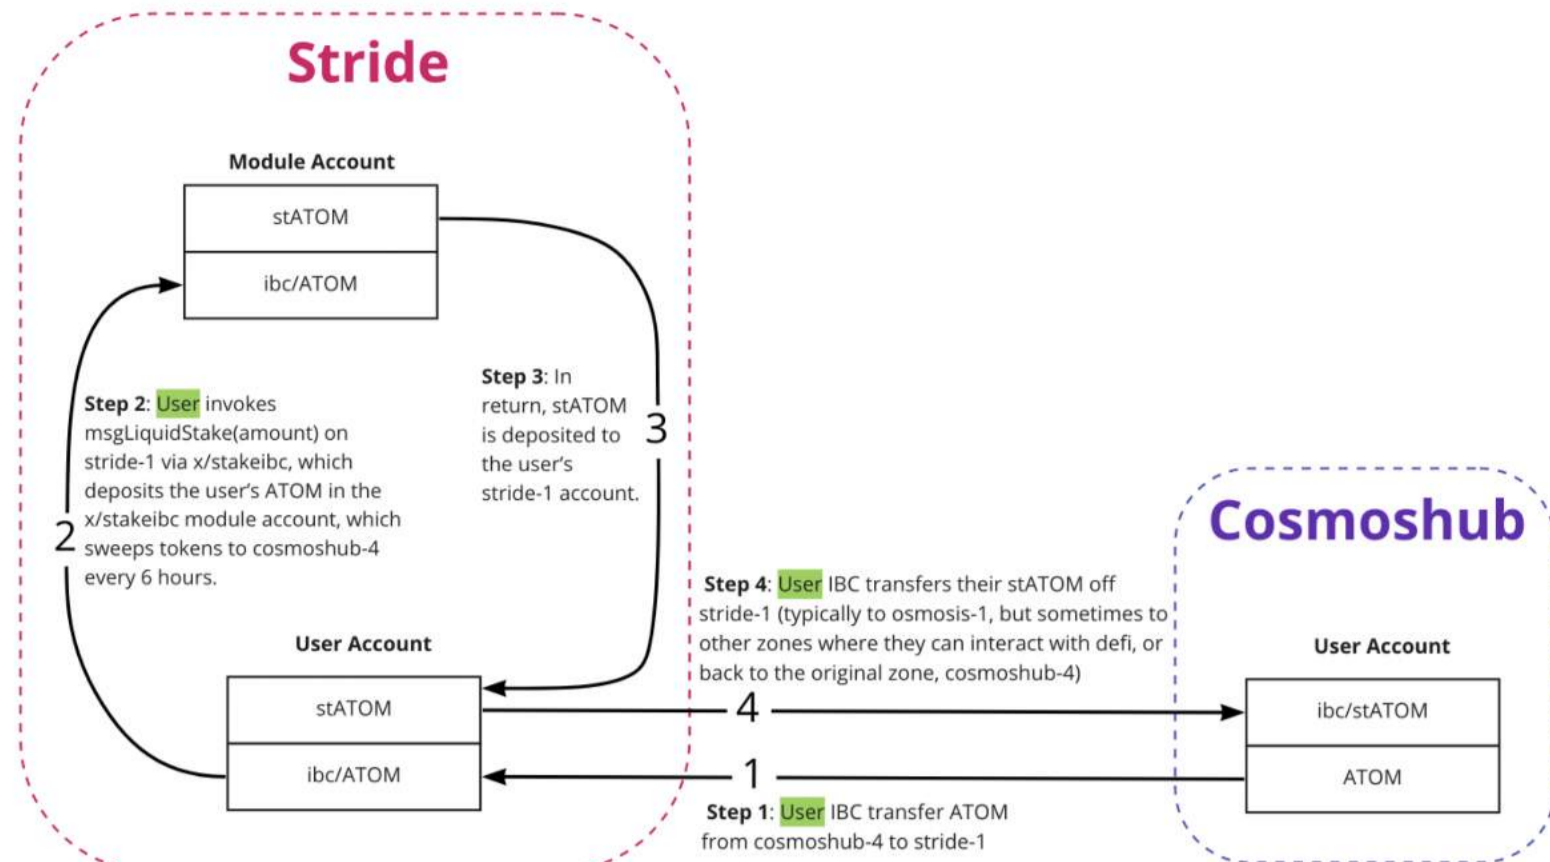 Stride
Module Account
stATOM
ibc/ATOM
Step 2: User invokes
msgLiquidStake(amount) on
stride-1 via x/stakeibc, which
deposits the user's ATOM in the
x/stakeibc module account, which
sweeps tokens to cosmoshub-4
every 6 hours.
2
Step 3: In
return, stATOM
is deposited to
the user's
stride-1 account.
3
User Account
stATOM
ibc/ATOM
Step 4: User IBC transfers their stATOM off
stride-1 (typically to osmosis-1, but sometimes to
other zones where they can interact with defi, or
back to the original zone, cosmoshub-4)
4
1
Step 1: User IBC transfer ATOM
from cosmoshub-4 to stride-1
Cosmoshub
User Account
ibc/stATOM
ATOM